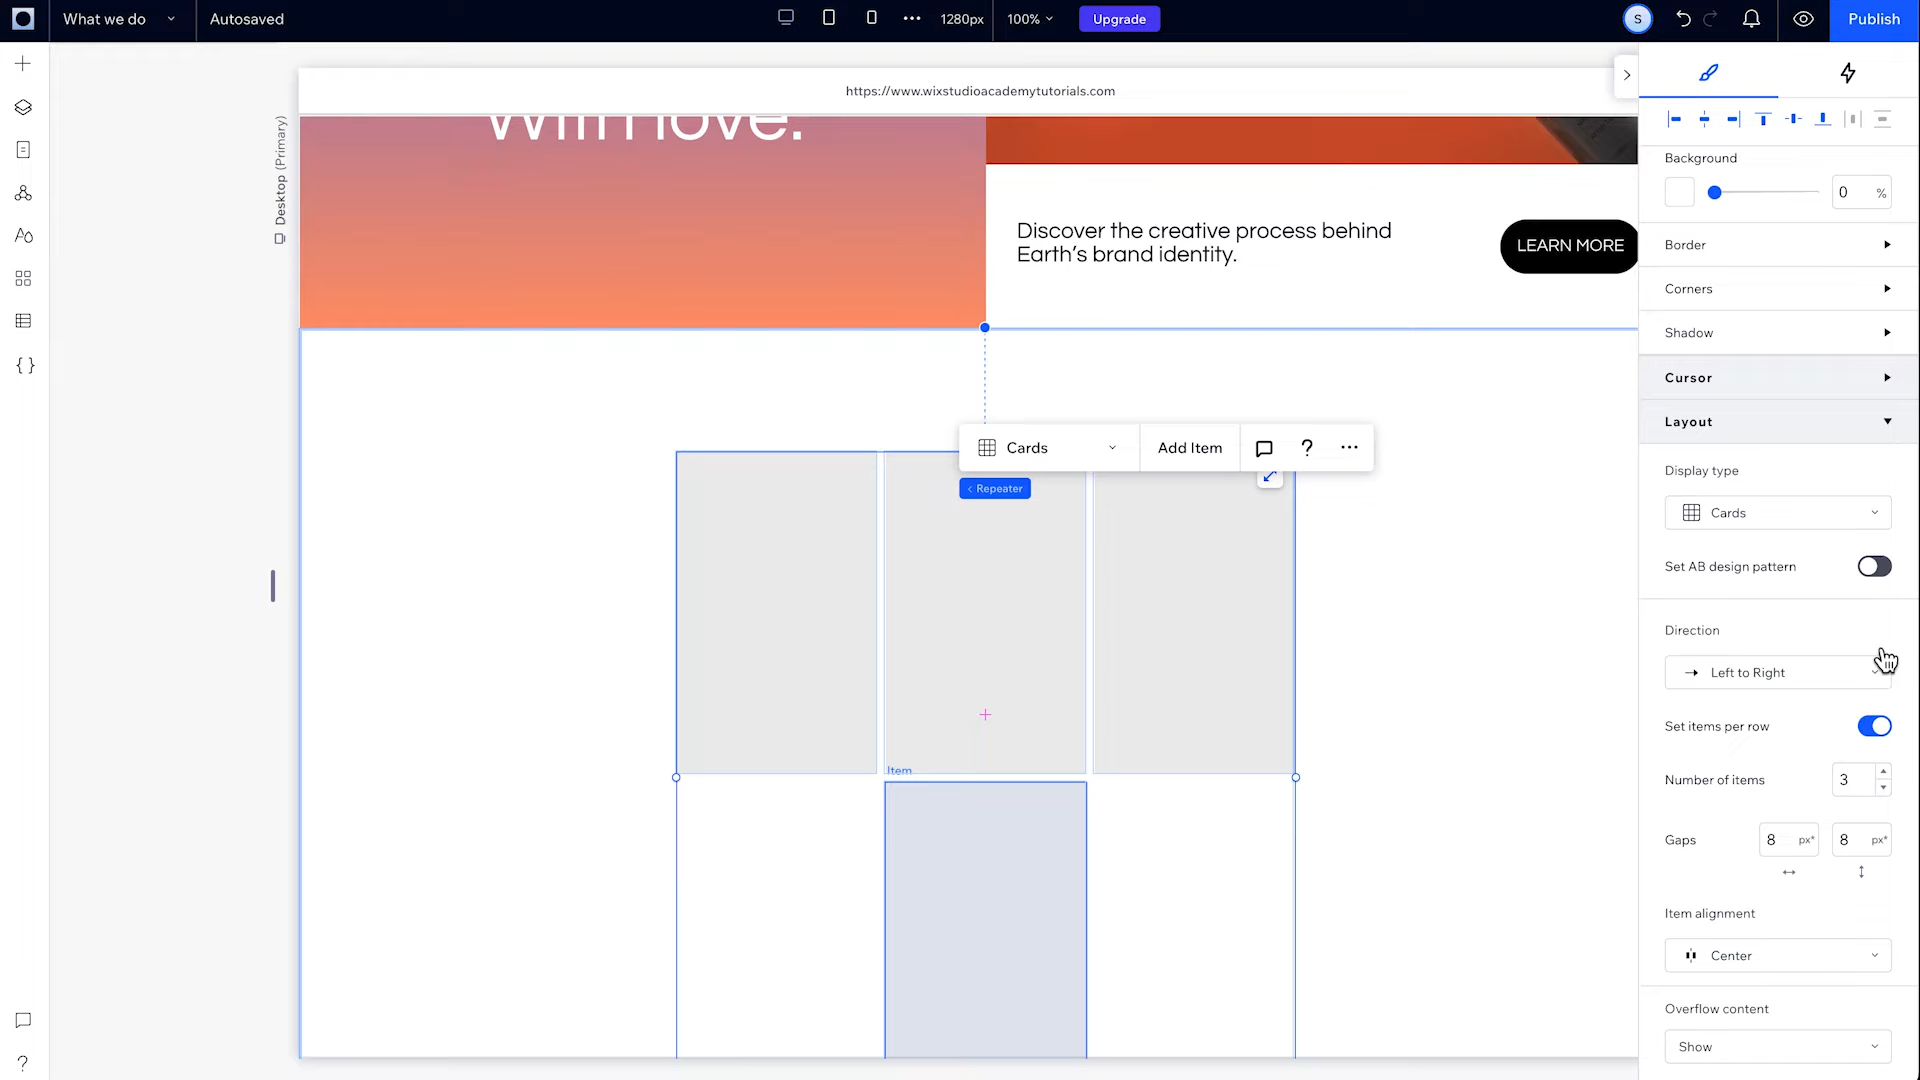 What we do
Autosaved
1280px
100%
Upgrade
S
Publish
https://www.wixstudioacademytutorials.com
Desktop (Primary)
Will move.
Discover the creative process behind
Earth’s brand identity.
LEARN MORE
Cards
Add Item
?
< Repeater
Item
Background
0 %
Border
Corners
Shadow
Cursor
Layout
Display type
Cards
Set AB design pattern
Direction
Left to Right
Set items per row
Number of items
3
Gaps
8 px*
8 px*
Item alignment
Center
Overflow content
Show
?